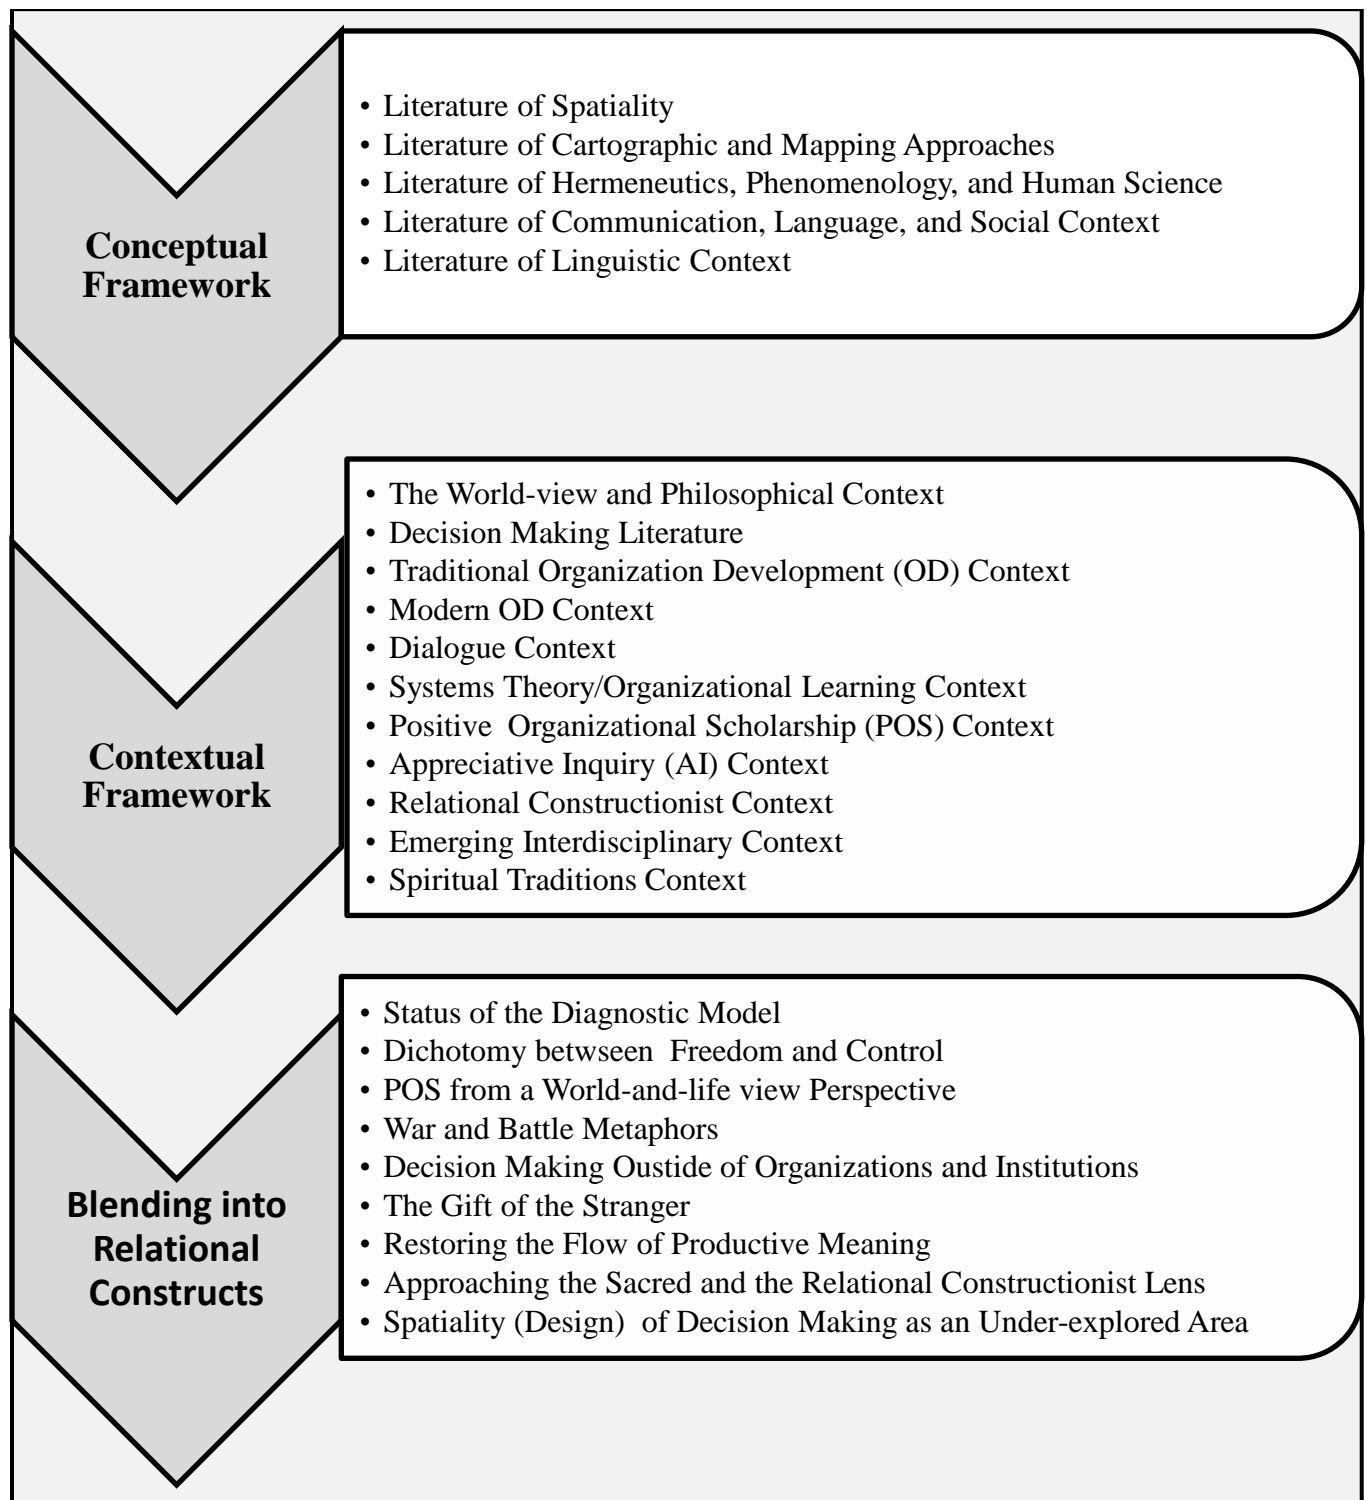 Conceptual
Framework
• Literature of Spatiality
• Literature of Cartographic and Mapping Approaches
• Literature of Hermeneutics, Phenomenology, and Human Science
• Literature of Communication, Language, and Social Context
• Literature of Linguistic Context
Contextual
Framework
• The World-view and Philosophical Context
• Decision Making Literature
• Traditional Organization Development (OD) Context
• Modern OD Context
• Dialogue Context
• Systems Theory/Organizational Learning Context
• Positive  Organizational Scholarship (POS) Context
• Appreciative Inquiry (AI) Context
• Relational Constructionist Context
• Emerging Interdisciplinary Context
• Spiritual Traditions Context
Blending into
Relational
Constructs
• Status of the Diagnostic Model
• Dichotomy betwseen  Freedom and Control
• POS from a World-and-life view Perspective
• War and Battle Metaphors
• Decision Making Oustide of Organizations and Institutions
• The Gift of the Stranger
• Restoring the Flow of Productive Meaning
• Approaching the Sacred and the Relational Constructionist Lens
• Spatiality (Design)  of Decision Making as an Under-explored Area